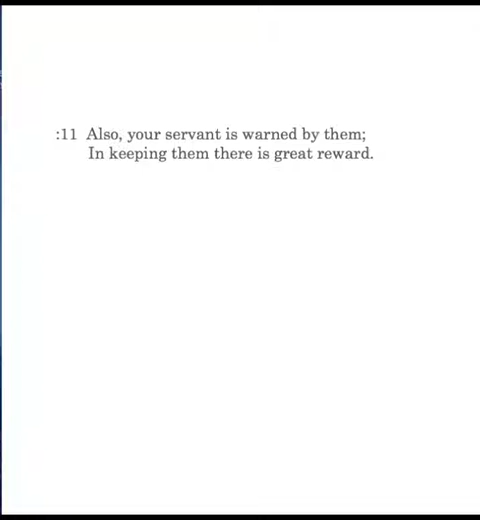 :11 Also, your servant is warned by them;
In keeping them there is great reward.